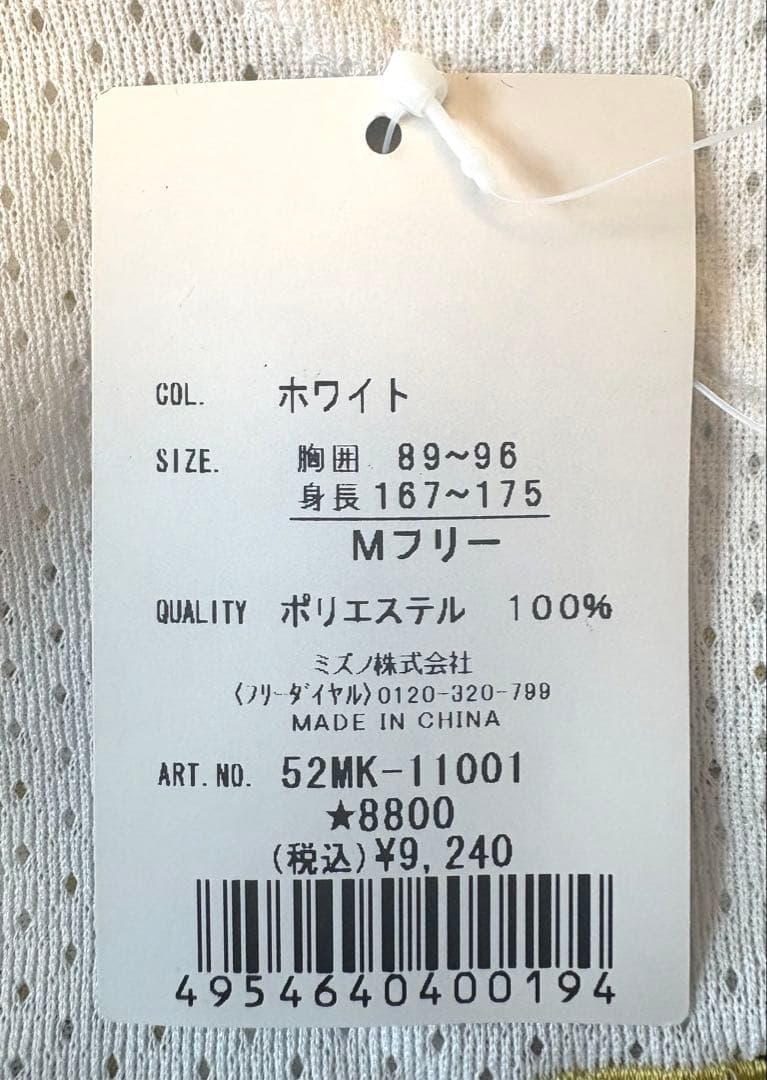 COL. ホワイト
SIZE. 胸囲 89~96
身長 167~175
Mフリー
QUALITY ポリエステル 100%
ミズノ株式会社
〈フリーダイヤル〉0120-320-799
MADE IN CHINA
ART.NO. 52MK-11001
★8800
(税込)¥9,240
4954640400194